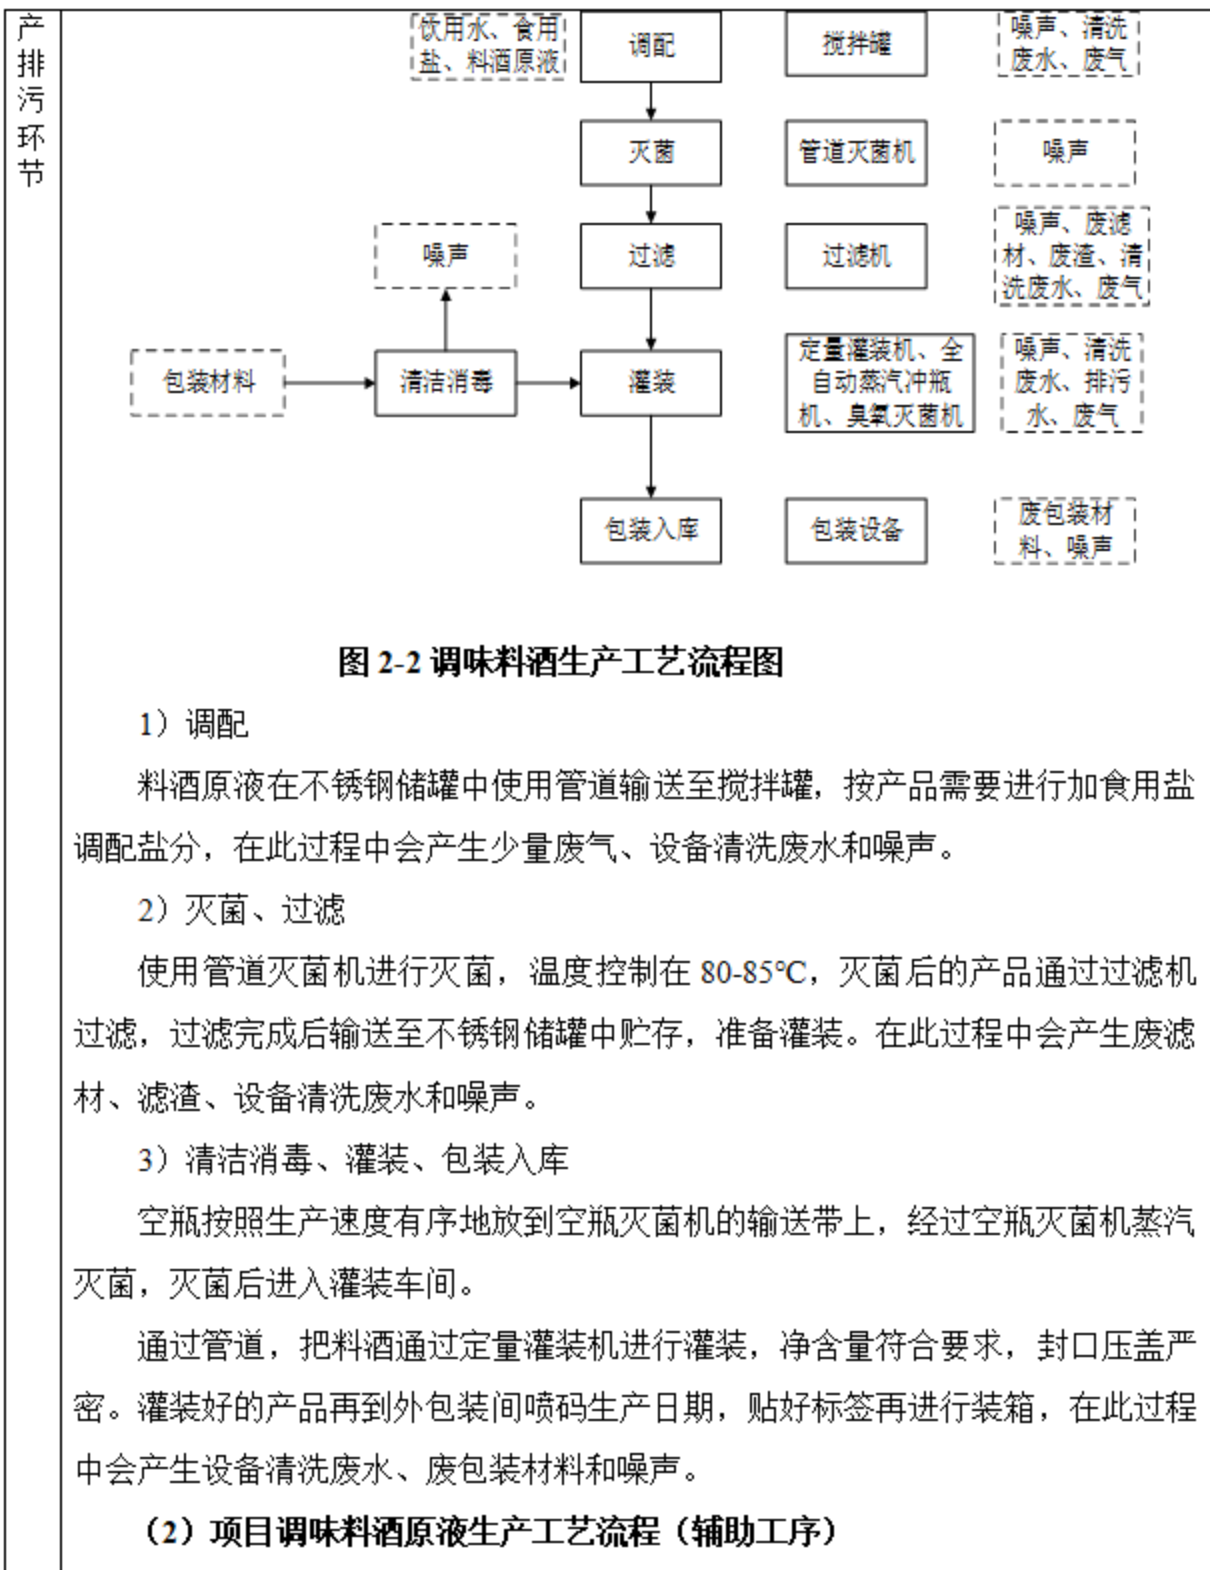 产
排
污
环
节
饮用水、食用
盐、料酒原液
调配
搅拌罐
噪声、清洗
废水、废气
灭菌
管道灭菌机
噪声
噪声
过滤
过滤机
噪声、废滤
材、废渣、清
洗废水、废气
包装材料
清洁消毒
灌装
定量灌装机、全
自动蒸汽冲瓶
机、臭氧灭菌机
噪声、清洗
废水、排污
水、废气
包装入库
包装设备
废包装材
料、噪声
图 2-2 调味料酒生产工艺流程图
1）调配
料酒原液在不锈钢储罐中使用管道输送至搅拌罐，按产品需要进行加食用盐
调配盐分，在此过程中会产生少量废气、设备清洗废水和噪声。
2）灭菌、过滤
使用管道灭菌机进行灭菌，温度控制在 80-85℃，灭菌后的产品通过过滤机
过滤，过滤完成后输送至不锈钢储罐中贮存，准备灌装。在此过程中会产生废滤
材、滤渣、设备清洗废水和噪声。
3）清洁消毒、灌装、包装入库
空瓶按照生产速度有序地放到空瓶灭菌机的输送带上，经过空瓶灭菌机蒸汽
灭菌，灭菌后进入灌装车间。
通过管道，把料酒通过定量灌装机进行灌装，净含量符合要求，封口压盖严
密。灌装好的产品再到外包装间喷码生产日期，贴好标签再进行装箱，在此过程
中会产生设备清洗废水、废包装材料和噪声。
（2）项目调味料酒原液生产工艺流程（辅助工序）